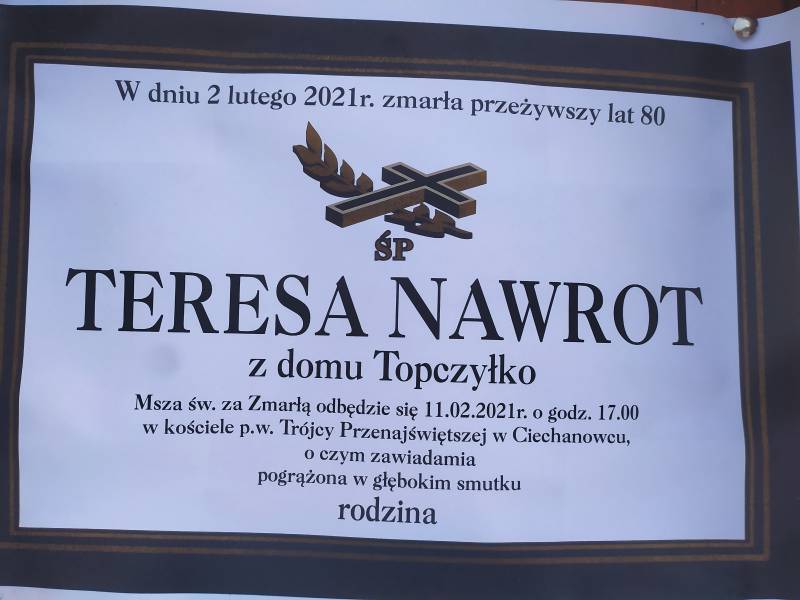 W dniu 2 lutego 2021r. zmarła przeżywszy lat 80
ŚP
TERESA NAWROT
z domu Topczyłko
Msza św. za Zmarłą odbędzie się 11.02.2021r. o godz. 17.00
w kościele p.w. Trójcy Przenajświętszej w Ciechanowcu,
o czym zawiadamia
pogrążona w głębokim smutku
rodzina